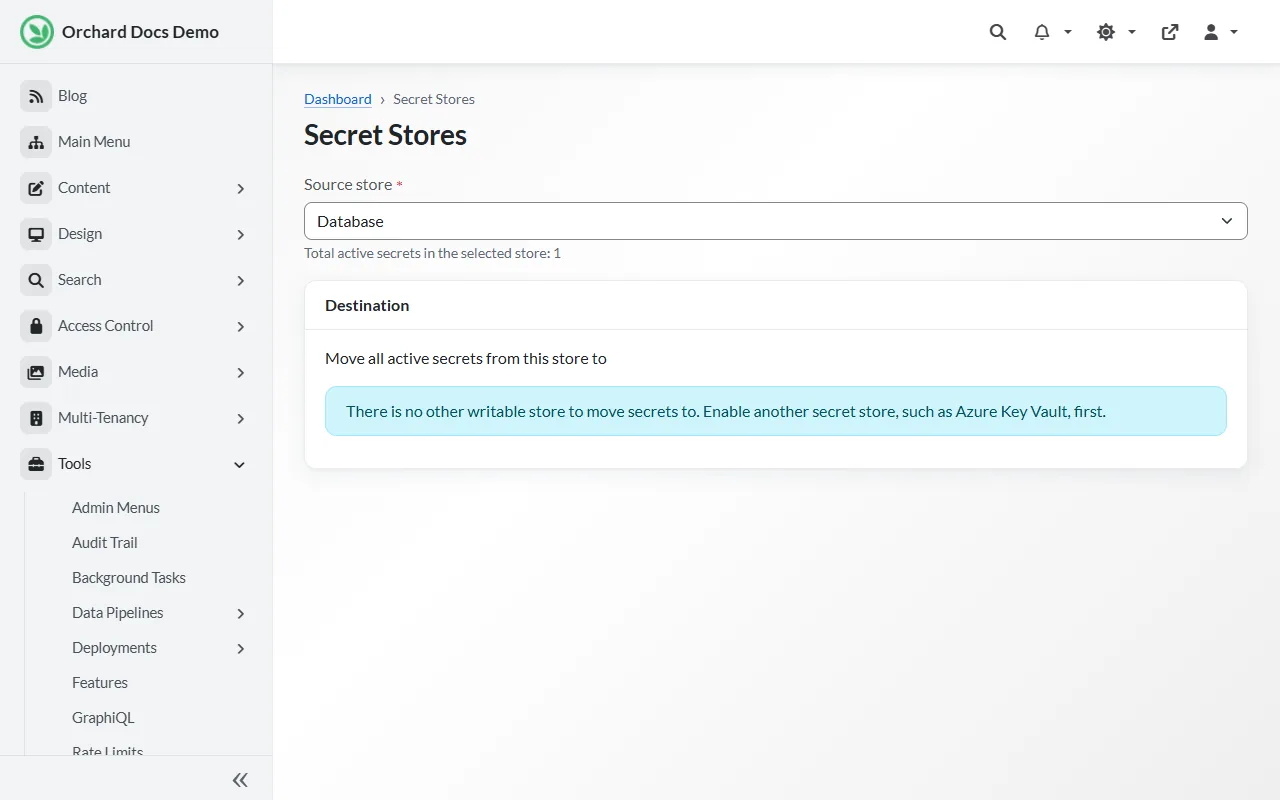 Orchard Docs Demo
Blog
Main Menu
Content
Design
Search
Access Control
Media
Multi-Tenancy
Tools
Admin Menus
Audit Trail
Background Tasks
Data Pipelines
Deployments
Features
GraphiQL
Rate Limits
Dashboard › Secret Stores
Secret Stores
Source store *
Database
Total active secrets in the selected store: 1
Destination
Move all active secrets from this store to
There is no other writable store to move secrets to. Enable another secret store, such as Azure Key Vault, first.